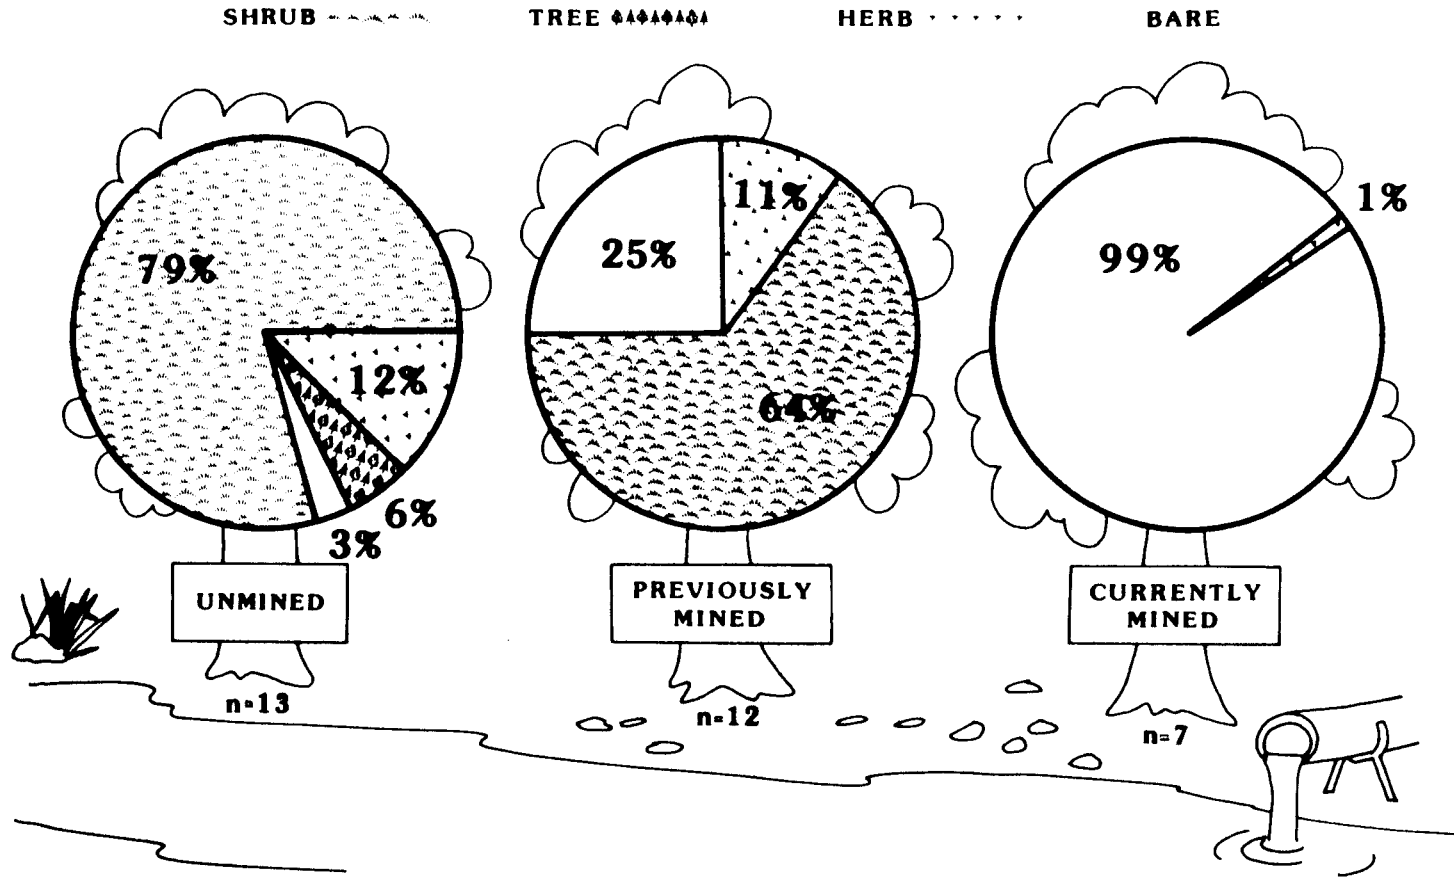 SHRUB TREE HERB BARE
79%
12%
6%
3%
25%
11%
64%
99%
1%
UNMINED
PREVIOUSLY
MINED
CURRENTLY
MINED
n=13
n=12
n=7